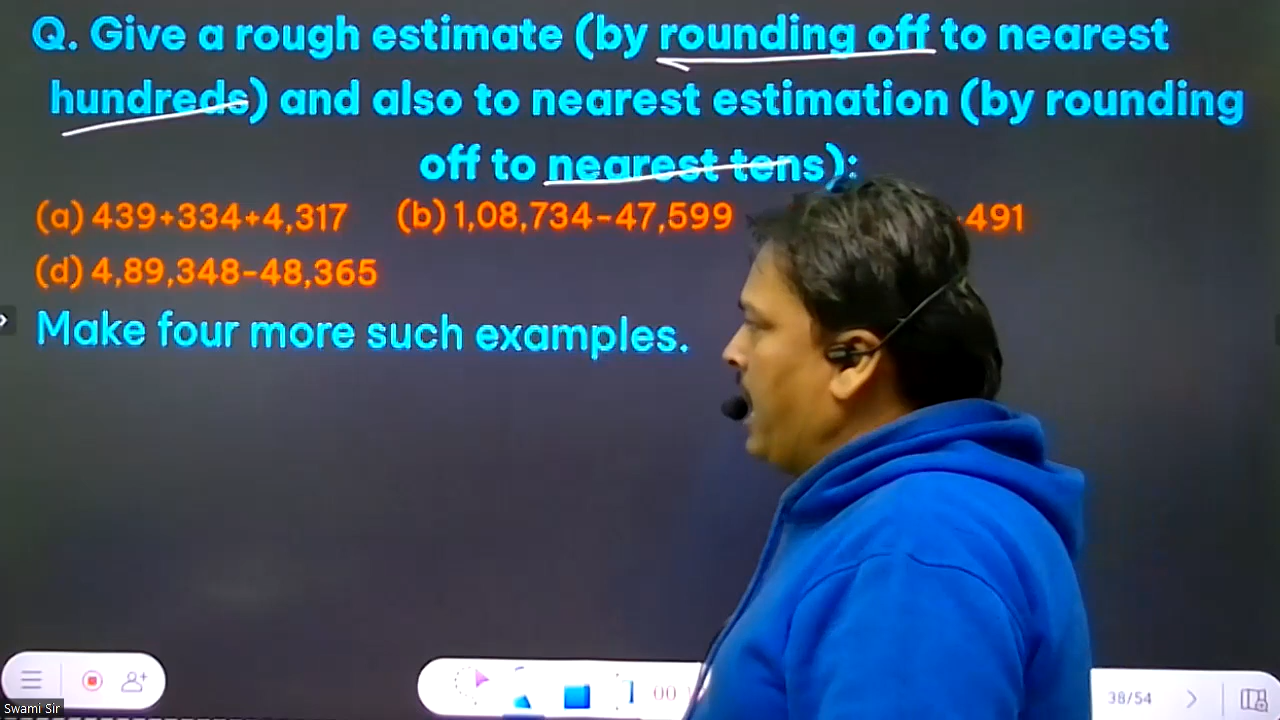 Q. Give a rough estimate (by rounding off to nearest
hundreds) and also to nearest estimation (by rounding
off to nearest tens):
(a) 439+334+4,317 (b) 1,08,734-47,599 491
(d) 4,89,348-48,365
Make four more such examples.
00 38/54
Swami Sir